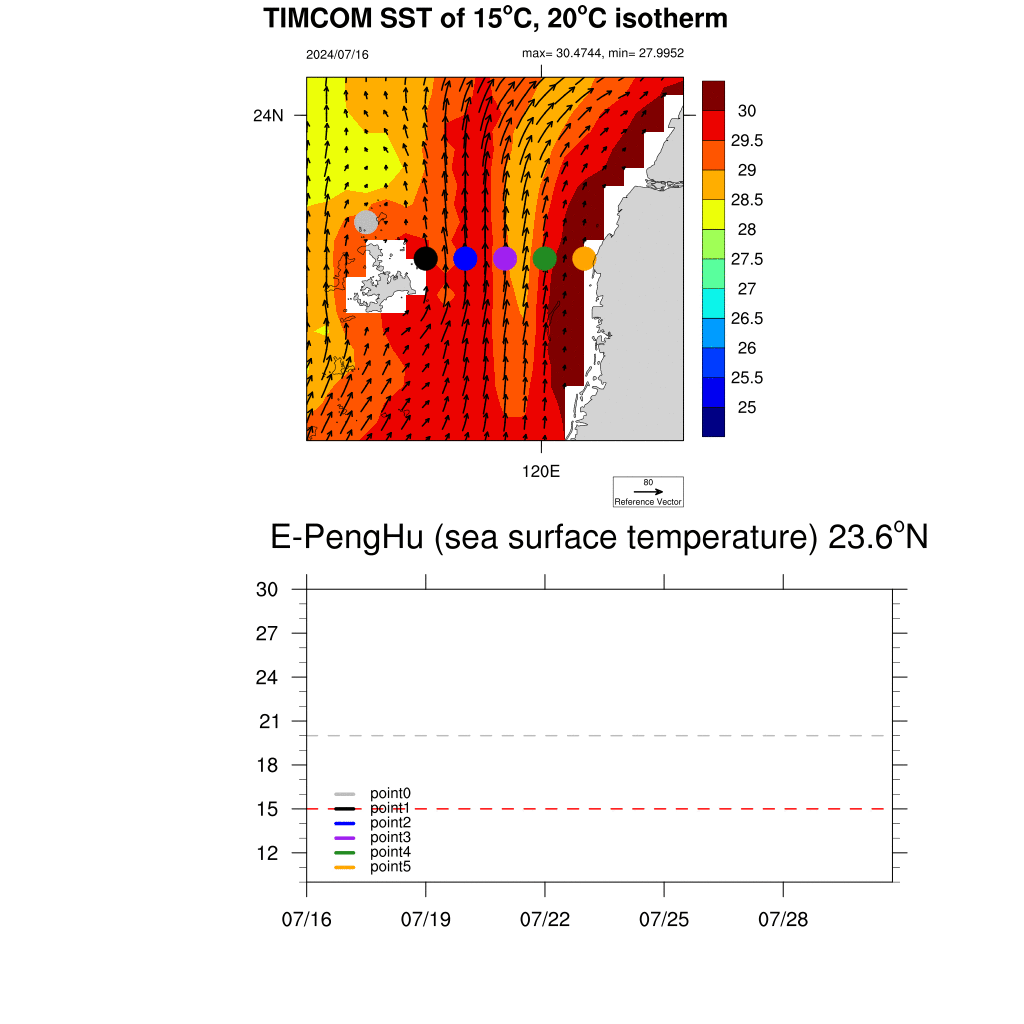 TIMCOM SST of 15°C, 20°C isotherm
2024/07/16
max= 30.4744, min= 27.9952
24N
30
29.5
29
28.5
28
27.5
27
26.5
26
25.5
25
120E
80
Reference Vector
E-PengHu (sea surface temperature) 23.6°N
30
27
24
21
18
15
12
point0
point1
point2
point3
point4
point5
07/16 07/19 07/22 07/25 07/28